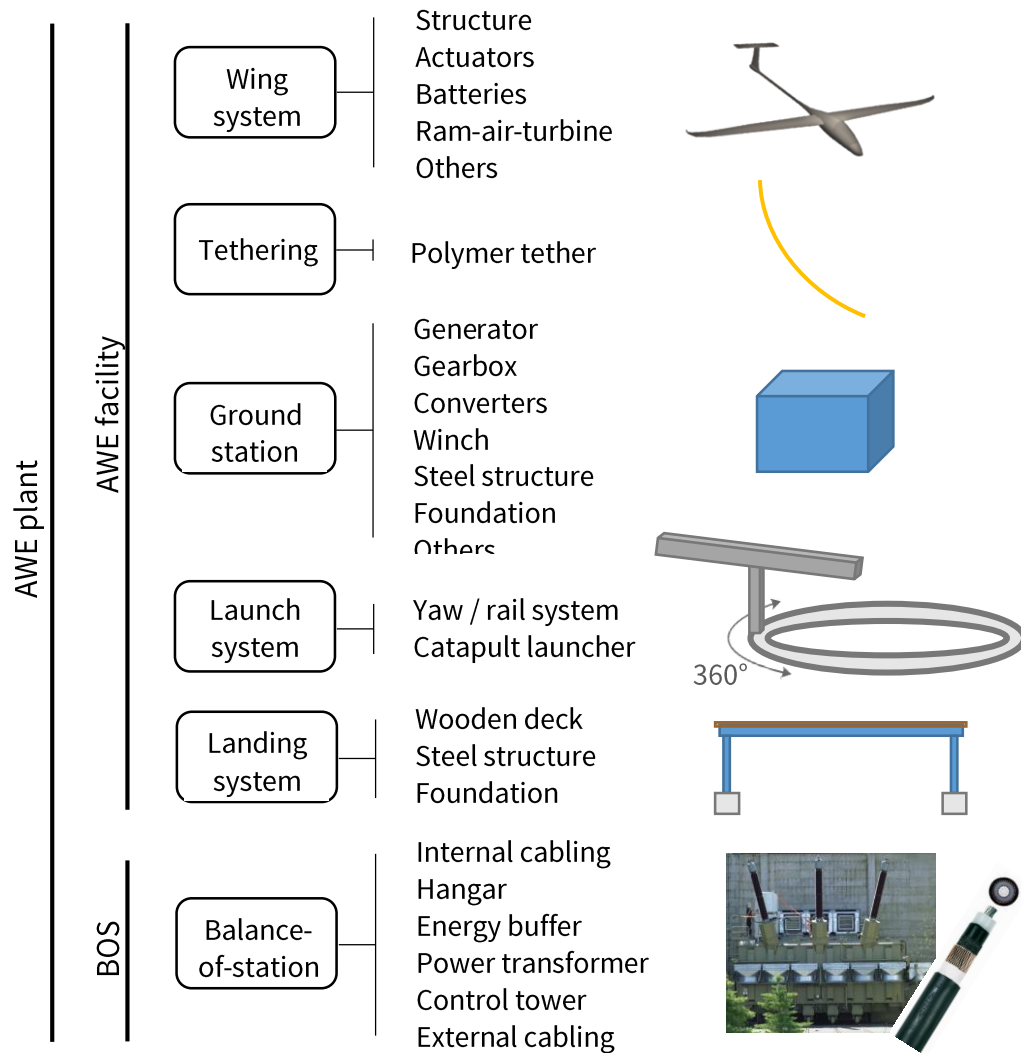 AWE plant
AWE facility
Wing
system
Structure
Actuators
Batteries
Ram-air-turbine
Others
Tethering
Polymer tether
Ground
station
Generator
Gearbox
Converters
Winch
Steel structure
Foundation
Others
Launch
system
Yaw / rail system
Catapult launcher
360°
Landing
system
Wooden deck
Steel structure
Foundation
BOS
Balance-
of-station
Internal cabling
Hangar
Energy buffer
Power transformer
Control tower
External cabling